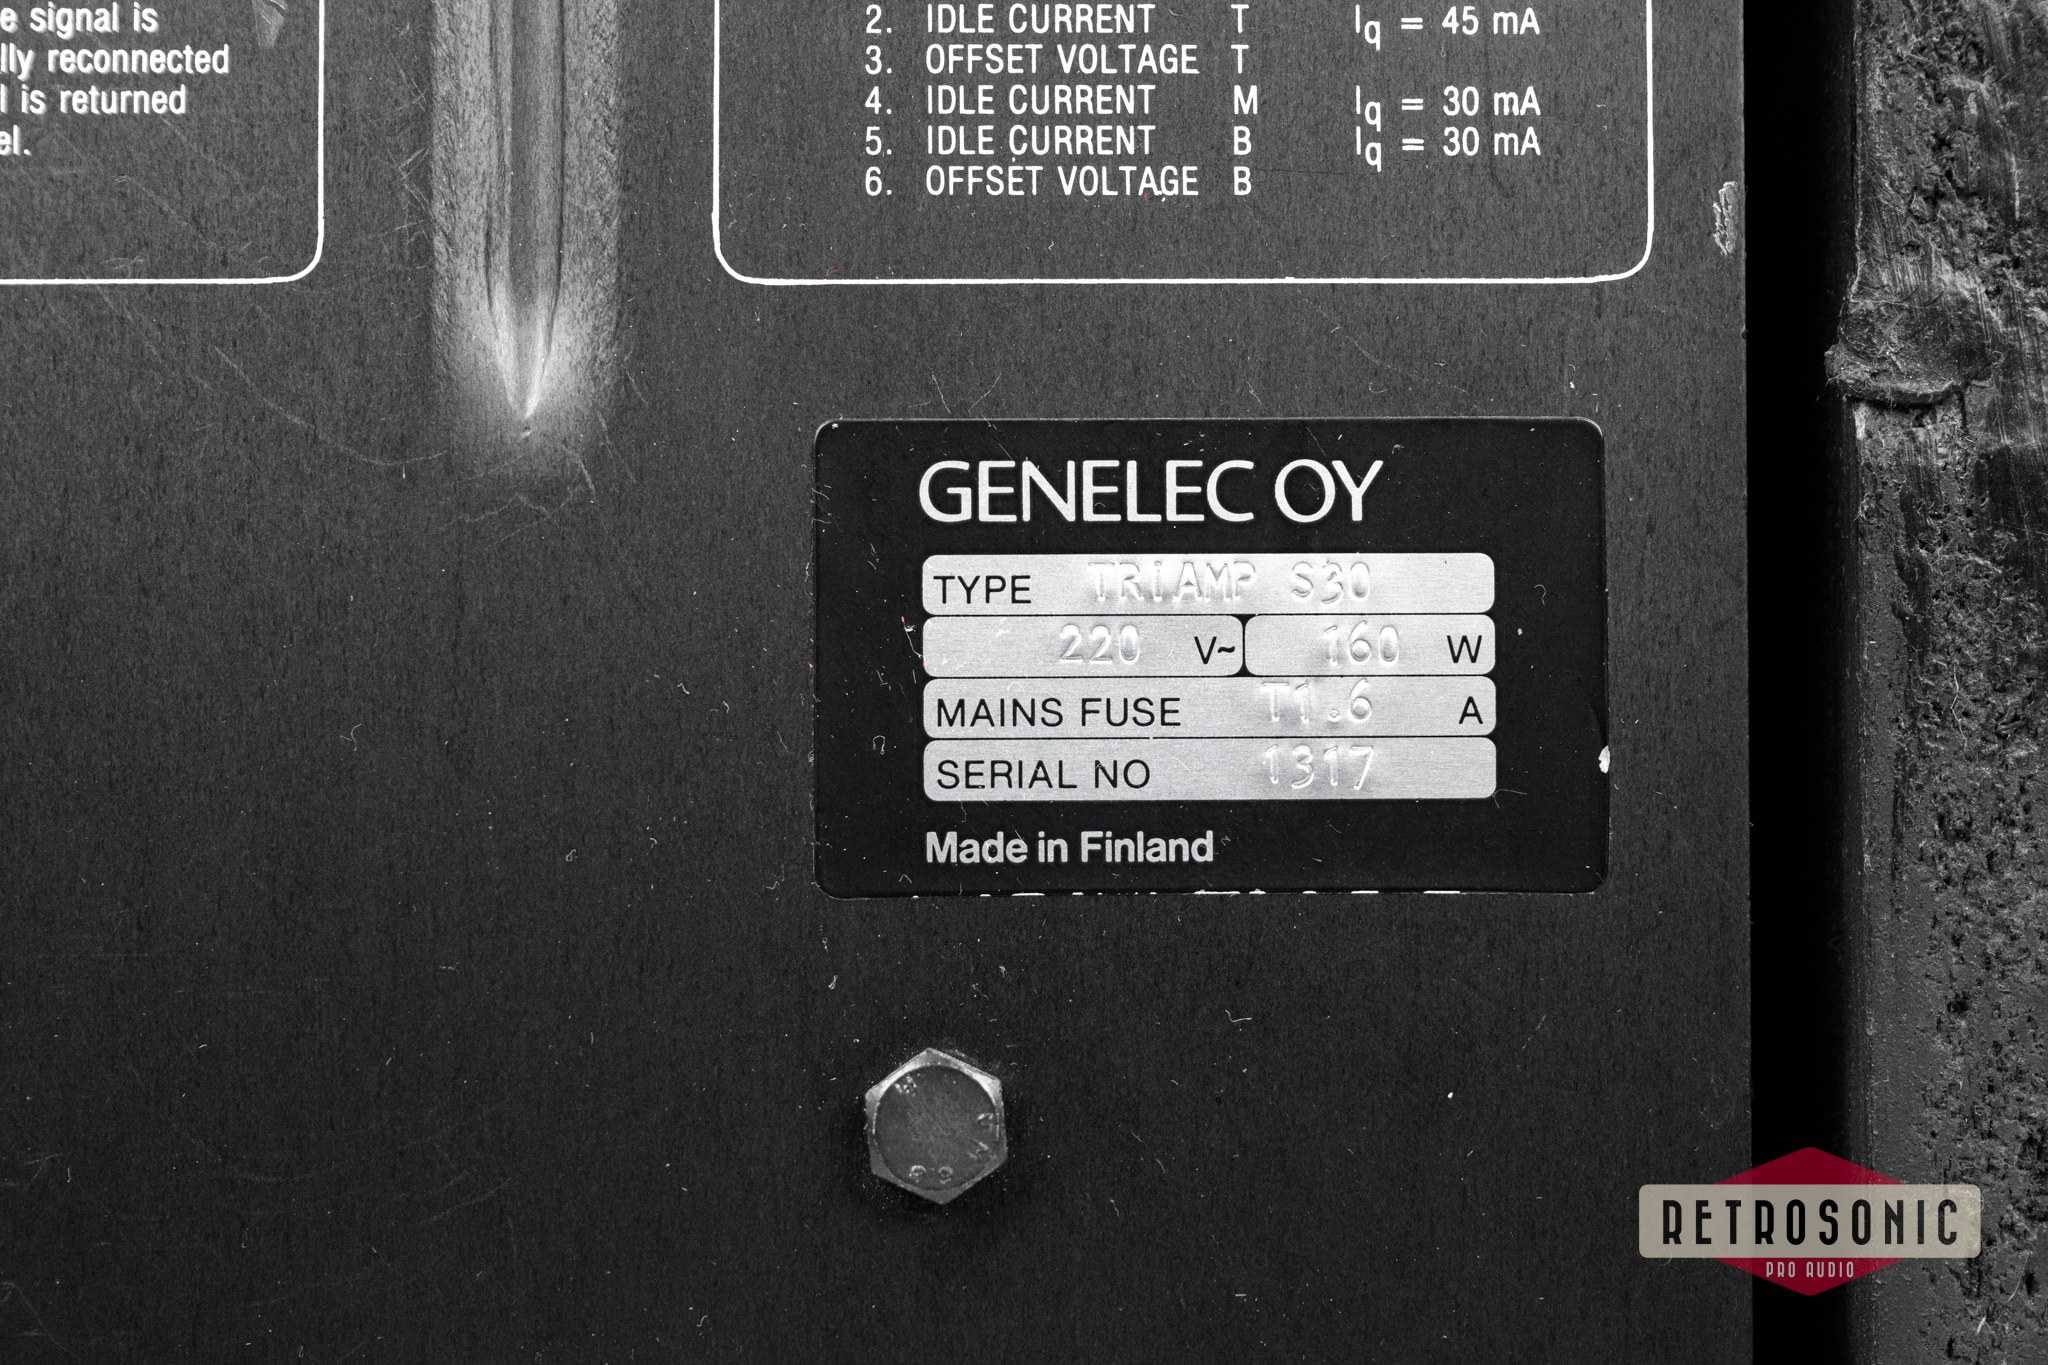 e signal is
lly reconnected
l is returned
el.
2. IDLE CURRENT T Iq = 45 mA
3. OFFSET VOLTAGE T
4. IDLE CURRENT M Iq = 30 mA
5. IDLE CURRENT B Iq = 30 mA
6. OFFSET VOLTAGE B
GENELEC OY
TYPE TRIAMP S30
220 V~ 160 W
MAINS FUSE T1.6 A
SERIAL NO 1317
Made in Finland
RETROSONIC
PRO AUDIO